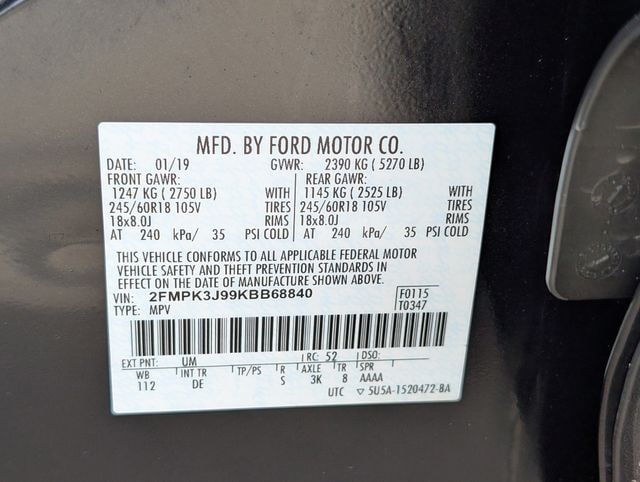 MFD. BY FORD MOTOR CO.
DATE: 01/19 GVWR: 2390 KG ( 5270 LB)
FRONT GAWR: REAR GAWR:
1247 KG ( 2750 LB) WITH 1145 KG ( 2525 LB) WITH
245/60R18 105V TIRES 245/60R18 105V TIRES
18x8.0J RIMS 18x8.0J RIMS
AT 240 kPa/ 35 PSI COLD AT 240 kPa/ 35 PSI COLD
THIS VEHICLE CONFORMS TO ALL APPLICABLE FEDERAL MOTOR
VEHICLE SAFETY AND THEFT PREVENTION STANDARDS IN
EFFECT ON THE DATE OF MANUFACTURE SHOWN ABOVE.
VIN: 2FMPK3J99KBB68840 F0115
TYPE: MPV T0347
EXT PNT: UM RC: 52 DSO:
WB INT TR TP/PS R AXLE TR SPR
112 DE S 3K 8 AAAA
UTC ▽ 5U5A-1520472-BA